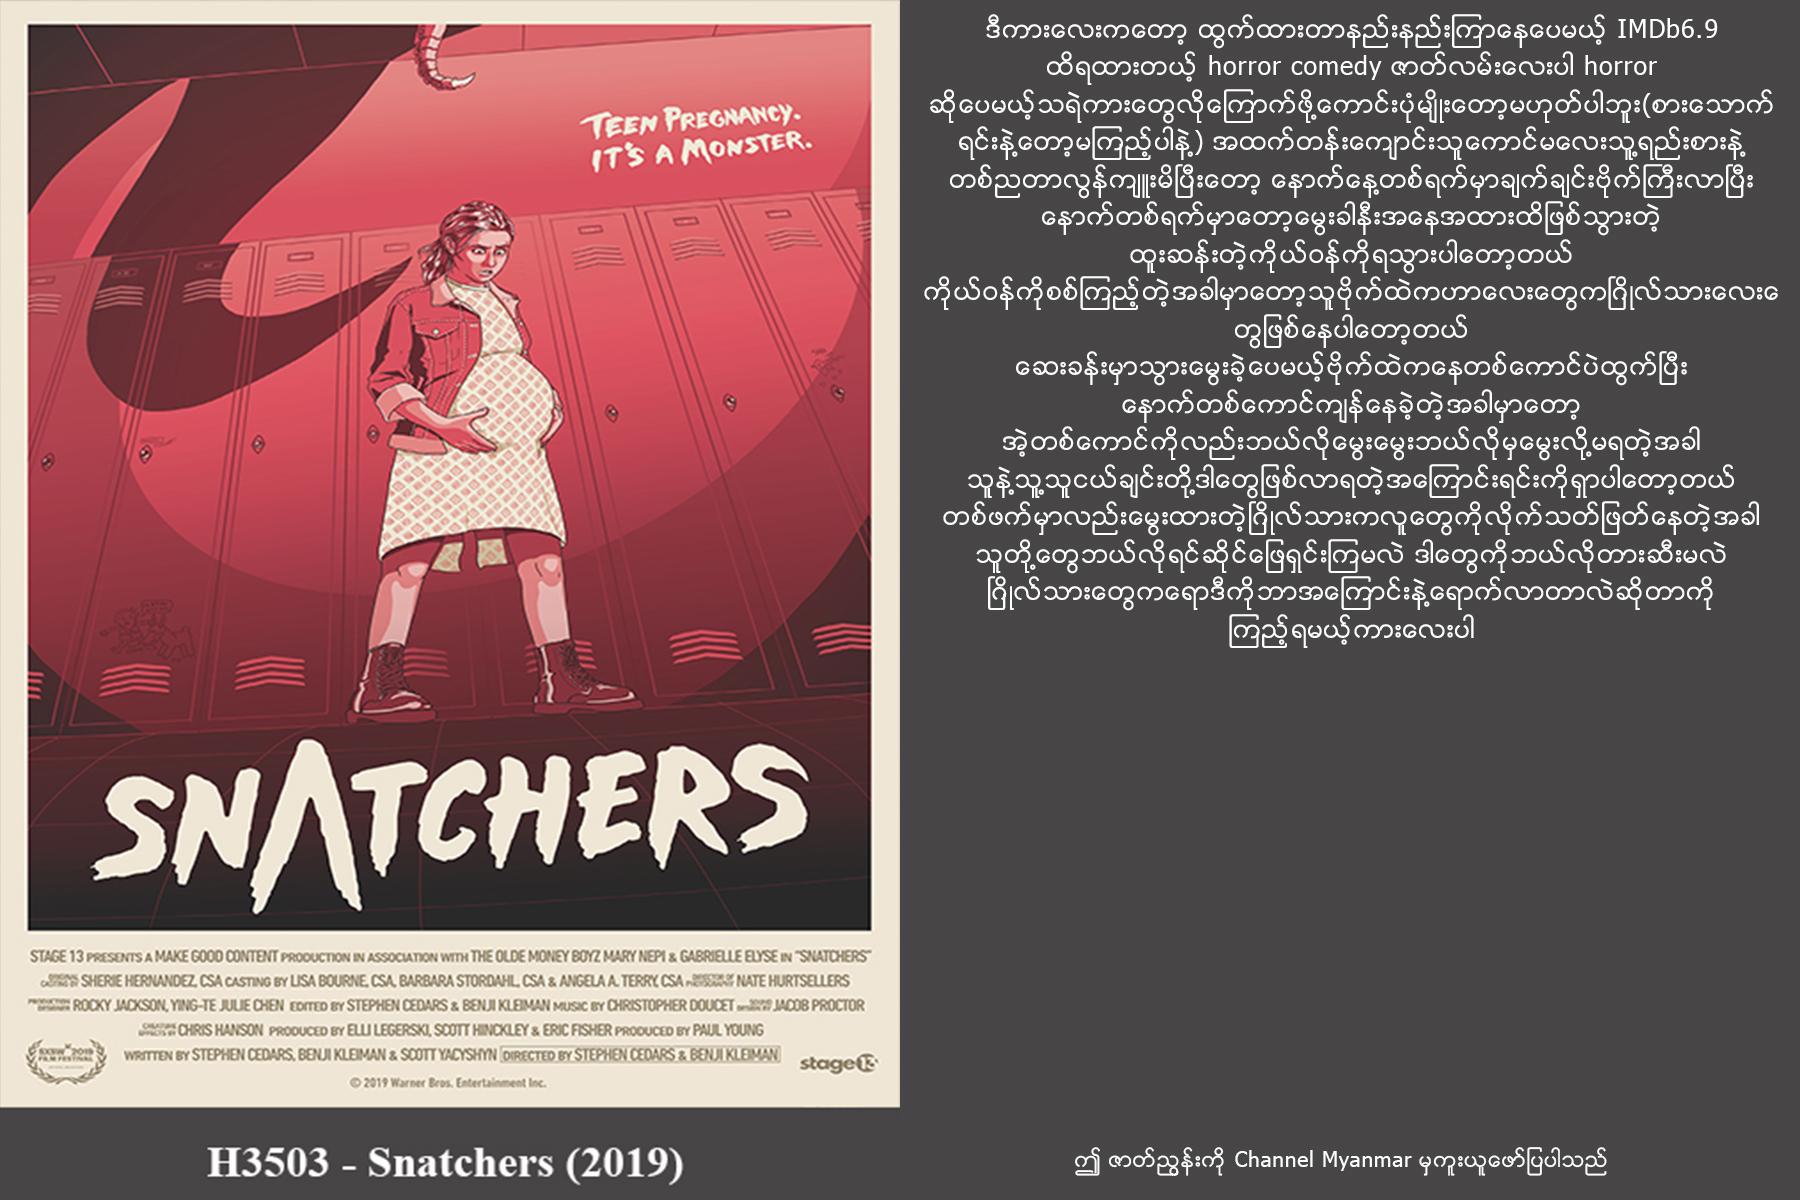 TEEN PREGNANCY.
IT'S A MONSTER.
SNATCHERS
STAGE 13 PRESENTS A MAKE GOOD CONTENT PRODUCTION IN ASSOCIATION WITH THE OLDE MONEY BOYZ MARY NEPI & GABRIELLE ELYSE IN "SNATCHERS"
ORIGINAL CASTING BY SHERIE HERNANDEZ, CSA CASTING BY LISA BOURNE, CSA, BARBARA STORDAHL, CSA & ANGELA A. TERRY, CSA DIRECTOR OF PHOTOGRAPHY NATE HURTSELLERS
PRODUCTION DESIGNER ROCKY JACKSON, YING-TE JULIE CHEN EDITED BY STEPHEN CEDARS & BENJI KLEIMAN MUSIC BY CHRISTOPHER DOUCET SOUND DESIGN BY JACOB PROCTOR
CREATURE EFFECTS BY CHRIS HANSON PRODUCED BY ELLI LEGERSKI, SCOTT HINCKLEY & ERIC FISHER PRODUCED BY PAUL YOUNG
SXSW 2019
FILM FESTIVAL
WRITTEN BY STEPHEN CEDARS, BENJI KLEIMAN & SCOTT YACYSHYN DIRECTED BY STEPHEN CEDARS & BENJI KLEIMAN
stage13
© 2019 Warner Bros. Entertainment Inc.
H3503 - Snatchers (2019)
ဒီကားလေးကတော့ ထွက်ထားတာနည်းနည်းကြာနေပေမယ့် IMDb6.9
ထိရထားတယ့် horror comedy ဇာတ်လမ်းလေးပါ horror
ဆိုပေမယ့်သရဲကားတွေလိုကြောက်ဖို့ကောင်းပုံမျိုးတော့မဟုတ်ပါဘူး(စားသောက်
ရင်းနဲ့တော့မကြည့်ပါနဲ့) အထက်တန်းကျောင်းသူကောင်မလေးသူ့ရည်းစားနဲ့
တစ်ညတာလွန်ကျူးမိပြီးတော့ နောက်နေ့တစ်ရက်မှာချက်ချင်းဗိုက်ကြီးလာပြီး
နောက်တစ်ရက်မှာတော့မွေးခါနီးအနေအထားထိဖြစ်သွားတဲ့
ထူးဆန်းတဲ့ကိုယ်ဝန်ကိုရသွားပါတော့တယ်
ကိုယ်ဝန်ကိုစစ်ကြည့်တဲ့အခါမှာတော့သူဗိုက်ထဲကဟာလေးတွေကဂြိုလ်သားလေးေ
တွဖြစ်နေပါတော့တယ်
ဆေးခန်းမှာသွားမွေးခဲ့ပေမယ့်ဗိုက်ထဲကနေတစ်ကောင်ပဲထွက်ပြီး
နောက်တစ်ကောင်ကျန်နေခဲ့တဲ့အခါမှာတော့
အဲ့တစ်ကောင်ကိုလည်းဘယ်လိုမွေးမွေးဘယ်လိုမှမွေးလို့မရတဲ့အခါ
သူနဲ့သူ့သူငယ်ချင်းတို့ဒါတွေဖြစ်လာရတဲ့အကြောင်းရင်းကိုရှာပါတော့တယ်
တစ်ဖက်မှာလည်းမွေးထားတဲ့ဂြိုလ်သားကလူတွေကိုလိုက်သတ်ဖြတ်နေတဲ့အခါ
သူတို့တွေဘယ်လိုရင်ဆိုင်ဖြေရှင်းကြမလဲ ဒါတွေကိုဘယ်လိုတားဆီးမလဲ
ဂြိုလ်သားတွေကရောဒီကိုဘာအကြောင်းနဲ့ရောက်လာတာလဲဆိုတာကို
ကြည့်ရမယ့်ကားလေးပါ
ဤ ဇာတ်ညွှန်းကို Channel Myanmar မှကူးယူဖော်ပြပါသည်